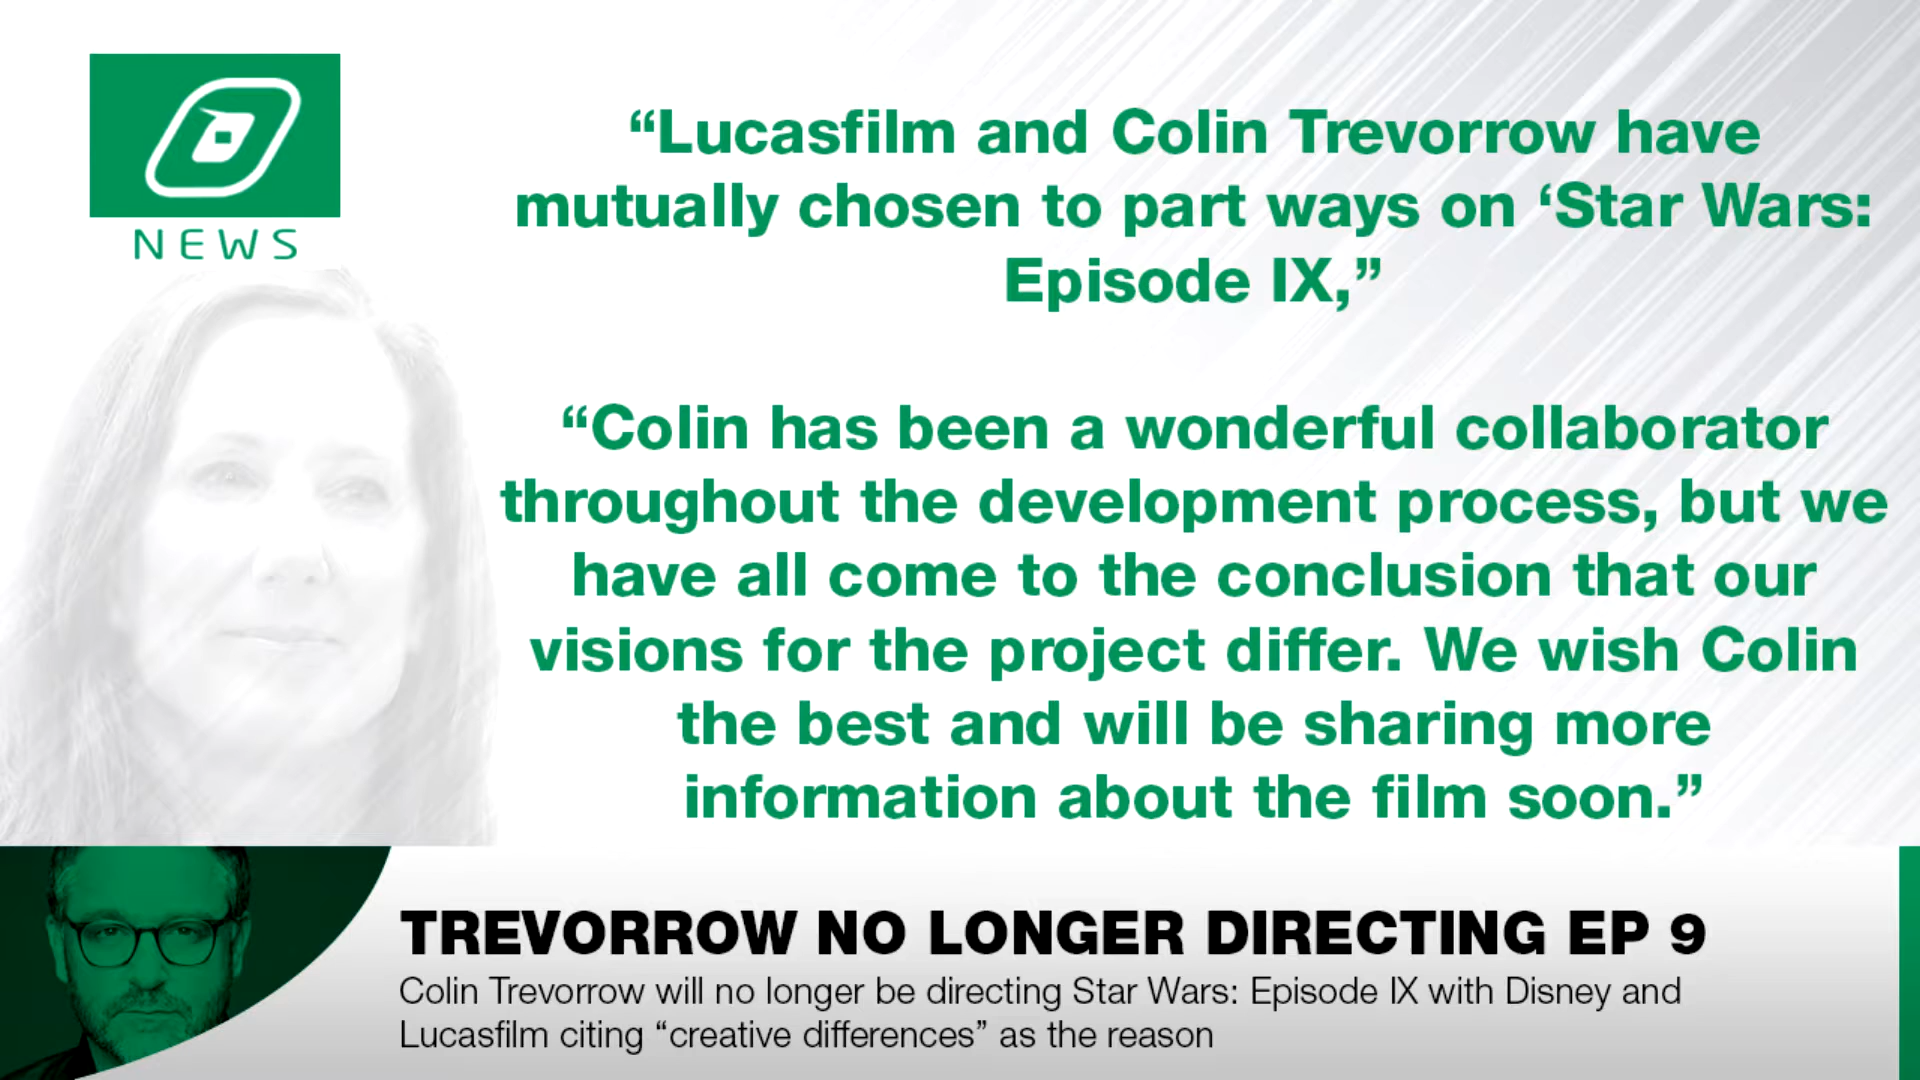 NEWS
“Lucasfilm and Colin Trevorrow have
mutually chosen to part ways on ‘Star Wars:
Episode IX,”
“Colin has been a wonderful collaborator
throughout the development process, but we
have all come to the conclusion that our
visions for the project differ. We wish Colin
the best and will be sharing more
information about the film soon.”
TREVORROW NO LONGER DIRECTING EP 9
Colin Trevorrow will no longer be directing Star Wars: Episode IX with Disney and
Lucasfilm citing “creative differences” as the reason